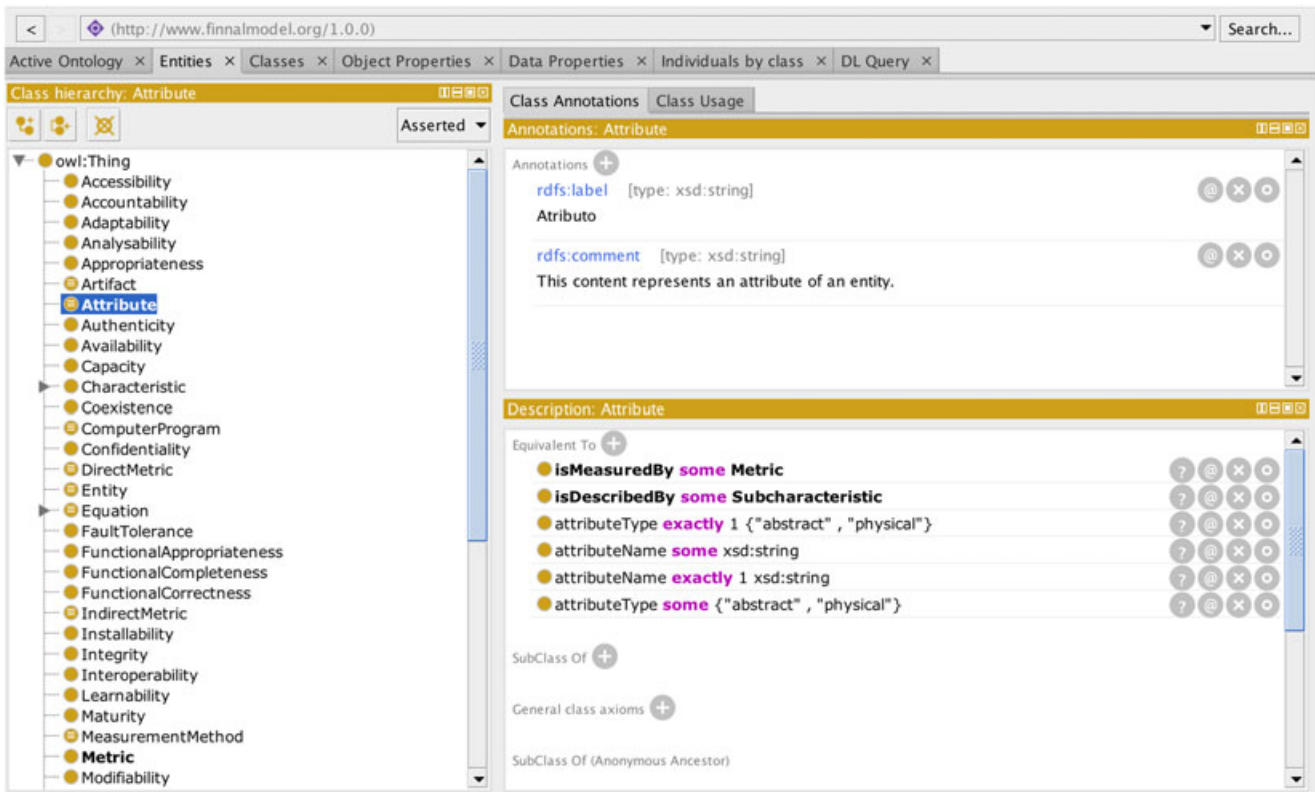 < > (http://www.finnalmodel.org/1.0.0) Search...
Active Ontology × Entities × Classes × Object Properties × Data Properties × Individuals by class × DL Query ×
Class hierarchy: Attribute
Asserted
owl:Thing
Accessibility
Accountability
Adaptability
Analysability
Appropriateness
Artifact
Attribute
Authenticity
Availability
Capacity
Characteristic
Coexistence
ComputerProgram
Confidentiality
DirectMetric
Entity
Equation
FaultTolerance
FunctionalAppropriateness
FunctionalCompleteness
FunctionalCorrectness
IndirectMetric
Installability
Integrity
Interoperability
Learnability
Maturity
MeasurementMethod
Metric
Modifiability
Class Annotations Class Usage
Annotations: Attribute
Annotations
rdfs:label [type: xsd:string]
Atributo
rdfs:comment [type: xsd:string]
This content represents an attribute of an entity.
Description: Attribute
Equivalent To
isMeasuredBy some Metric
isDescribedBy some Subcharacteristic
attributeType exactly 1 {"abstract" , "physical"}
attributeName some xsd:string
attributeName exactly 1 xsd:string
attributeType some {"abstract" , "physical"}
SubClass Of
General class axioms
SubClass Of (Anonymous Ancestor)